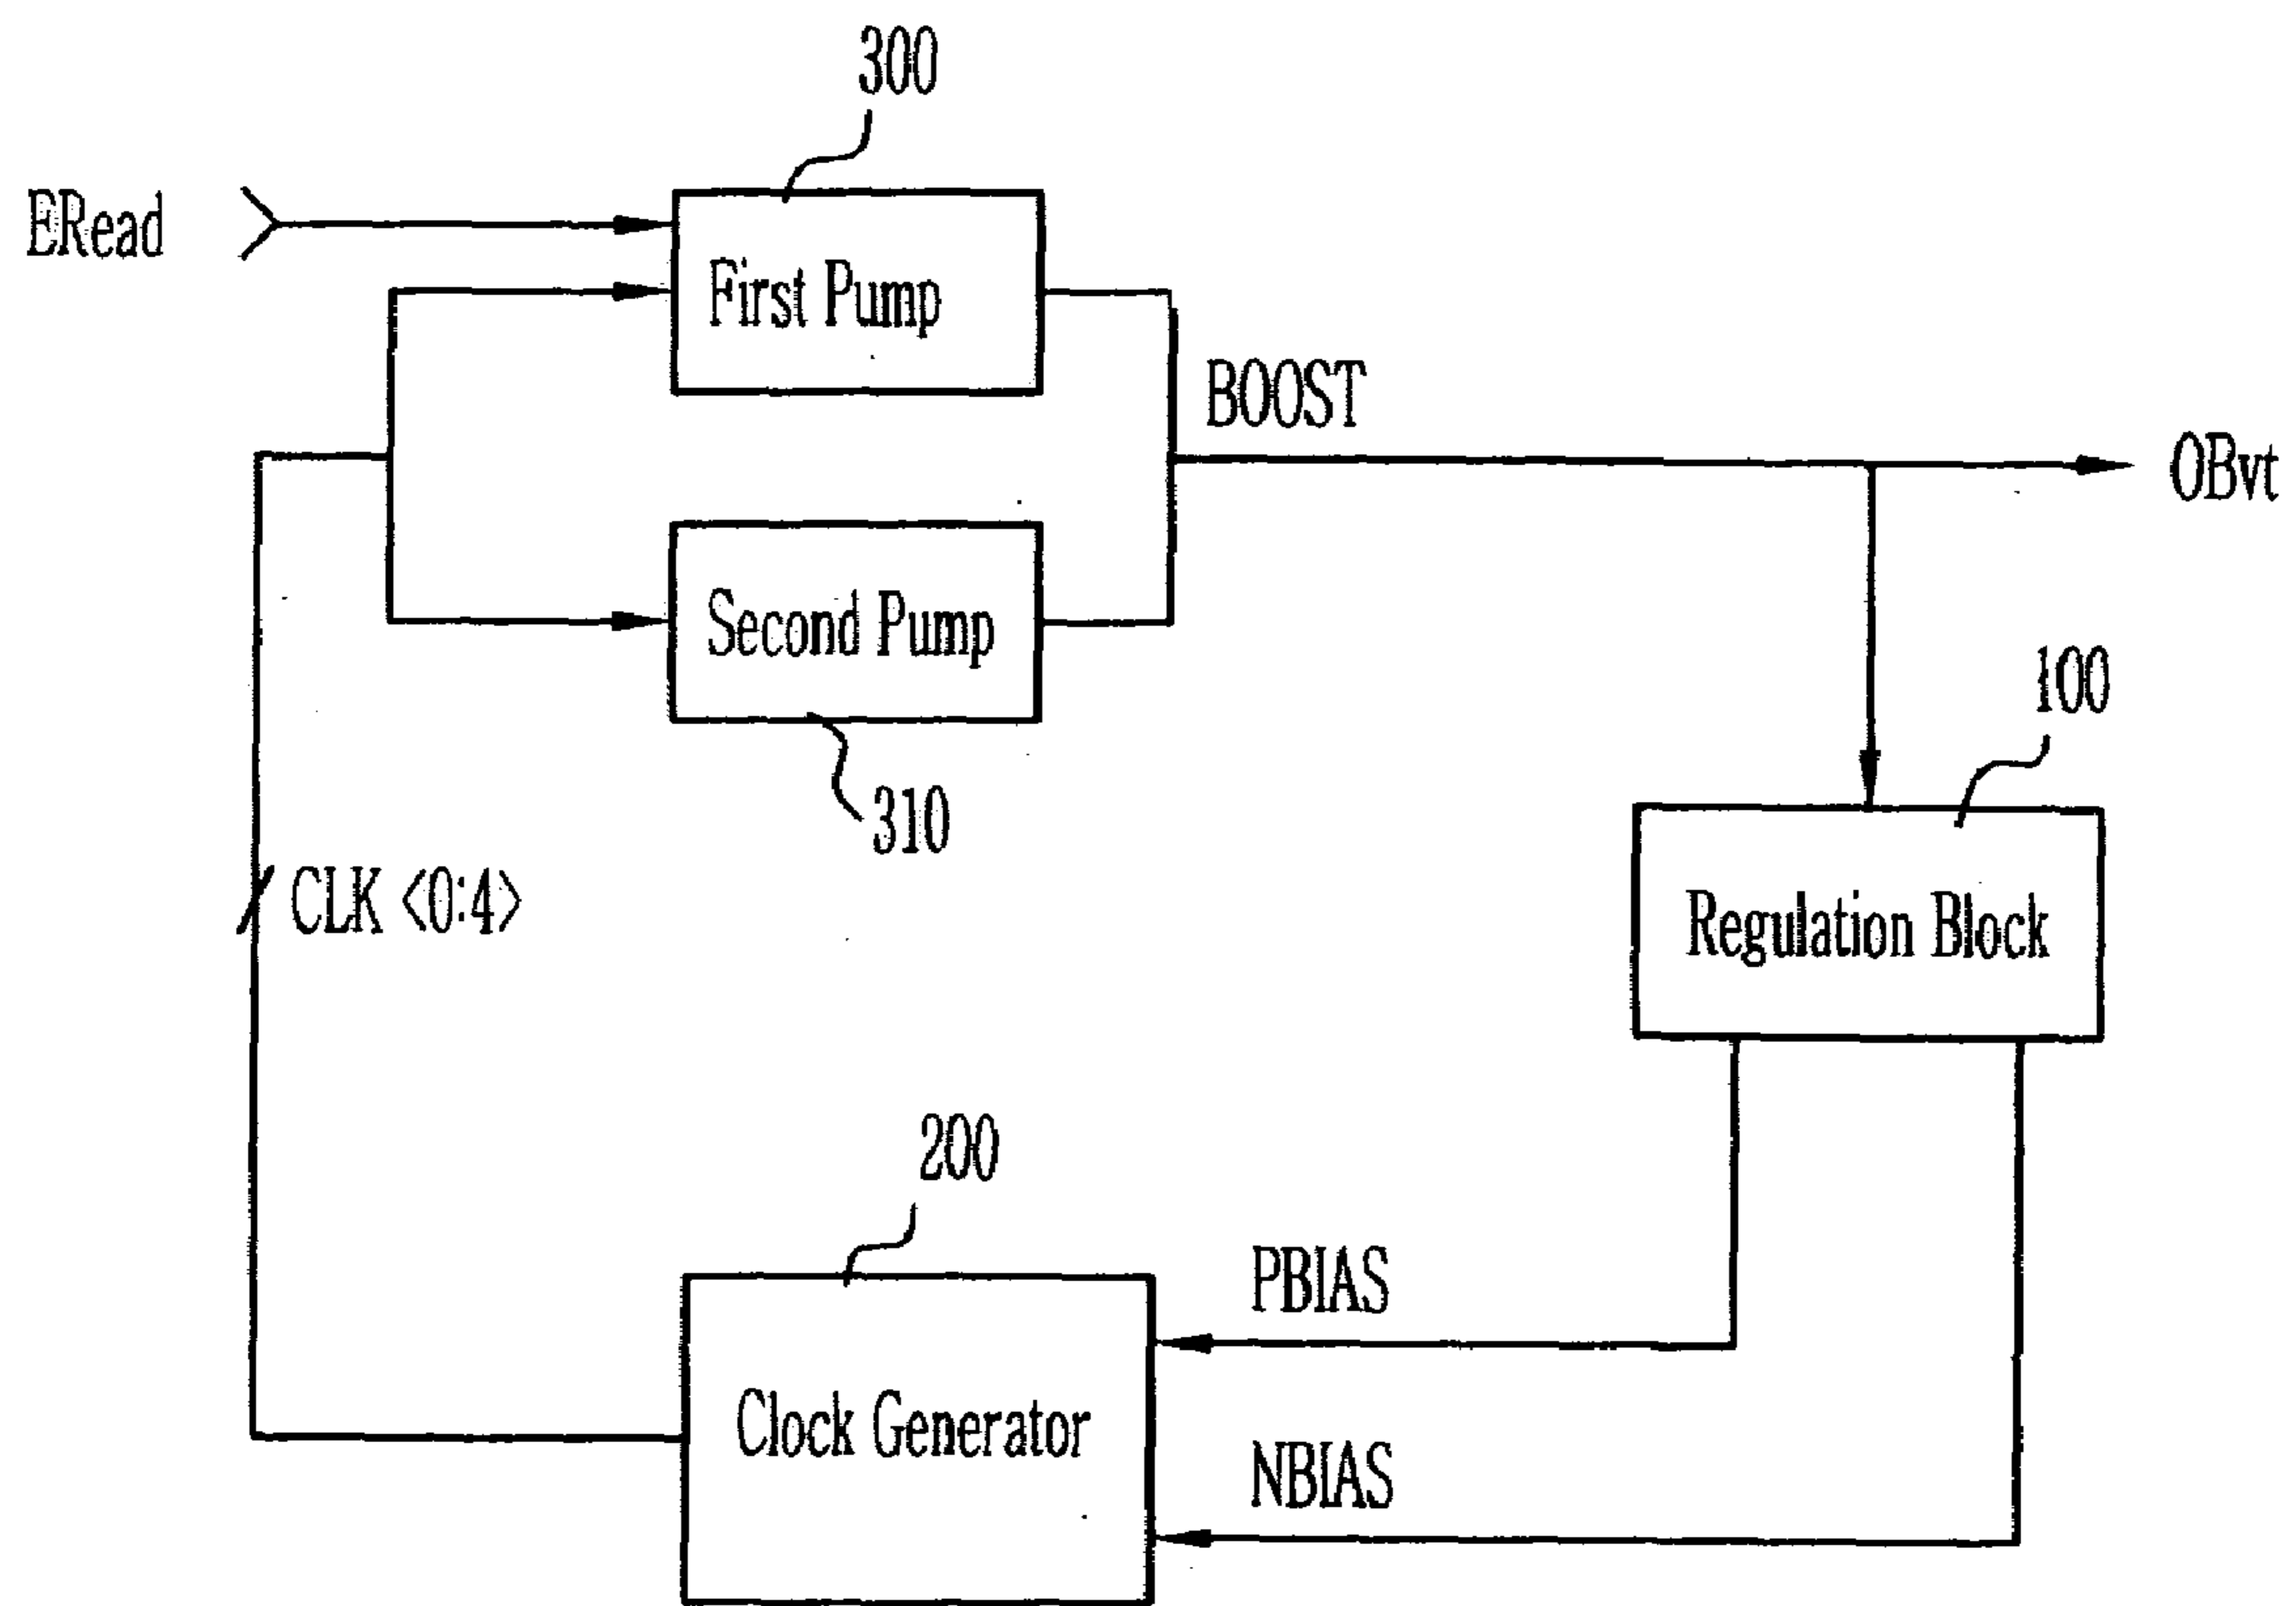 300
ERead
First Pump
BOOST
OBvt
Second Pump
100
310
CLK <0:4>
Regulation Block
200
PBIAS
Clock Generator
NBIAS